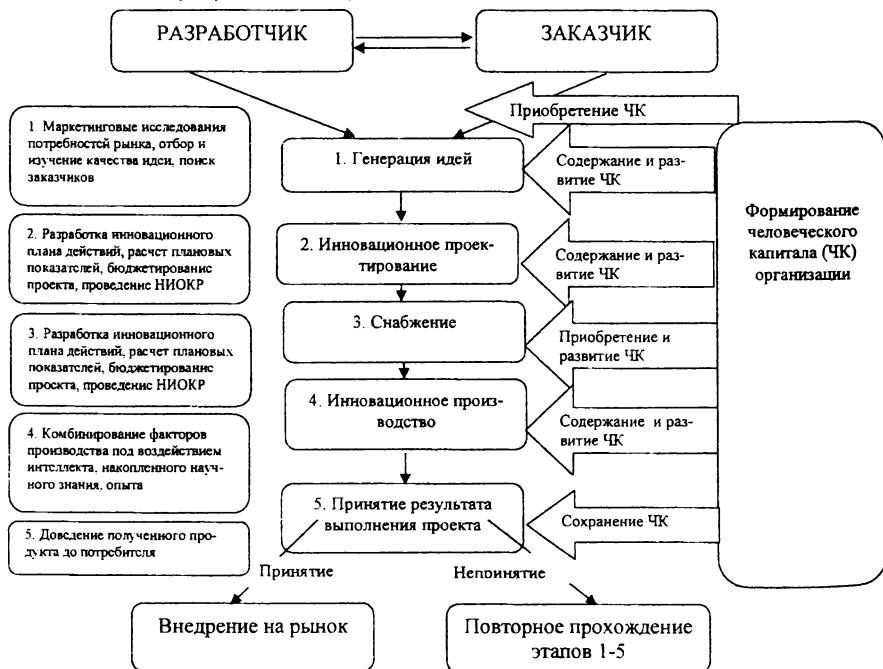 РАЗРАБОТЧИК
ЗАКАЗЧИК
Приобретение ЧК
1. Маркетинговые исследования
потребностей рынка, отбор и
изучение качества идеи, поиск
заказчиков
1. Генерация идей
Содержание и раз-
витие ЧК
Формирование
человеческого
капитала (ЧК)
организации
2. Разработка инновационного
плана действий, расчет плановых
показателей, бюджетирование
проекта, проведение НИОКР
2. Инновационное проек-
тирование
Содержание и раз-
витие ЧК
3. Разработка инновационного
плана действий, расчет плановых
показателей, бюджетирование
проекта, проведение НИОКР
3. Снабжение
Приобретение и
развитие ЧК
4. Комбинирование факторов
производства под воздействием
интеллекта, накопленного науч-
ного знания, опыта
4. Инновационное произ-
водство
Содержание и раз-
витие ЧК
5. Доведение полученного про-
дукта до потребителя
5. Принятие результата
выполнения проекта
Сохранение ЧК
Принятие
Непринятие
Внедрение на рынок
Повторное прохождение
этапов 1-5